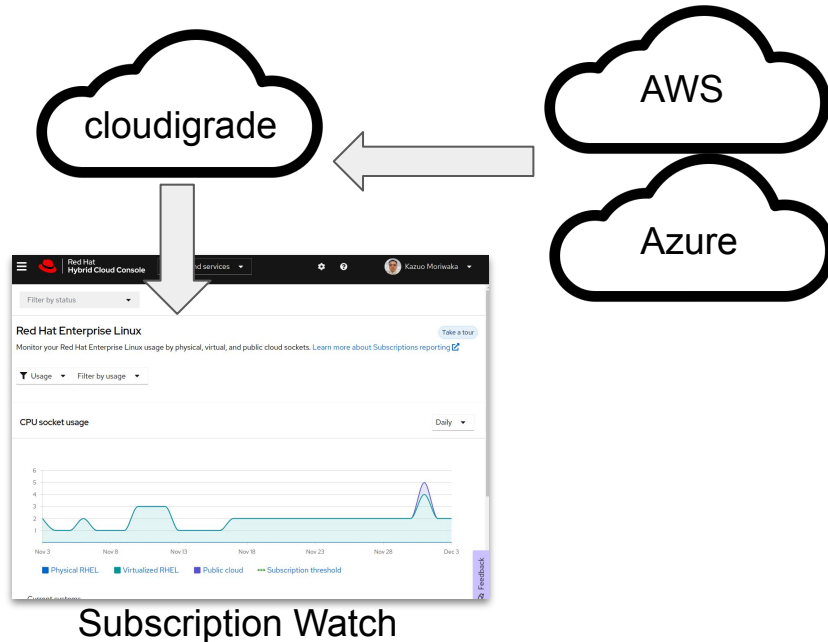 cloudigrade
AWS
Azure
Red Hat
Hybrid Cloud Console
nd services
Kazuo Moriwaka
Filter by status
Red Hat Enterprise Linux
Take a tour
Monitor your Red Hat Enterprise Linux usage by physical, virtual, and public cloud sockets. Learn more about Subscriptions reporting
Usage Filter by usage
CPU socket usage
Daily
6
5
4
3
2
1
Nov 3 Nov 8 Nov 13 Nov 18 Nov 23 Nov 28 Dec 3
Physical RHEL Virtualized RHEL Public cloud Subscription threshold
Feedback
Current systems
Subscription Watch